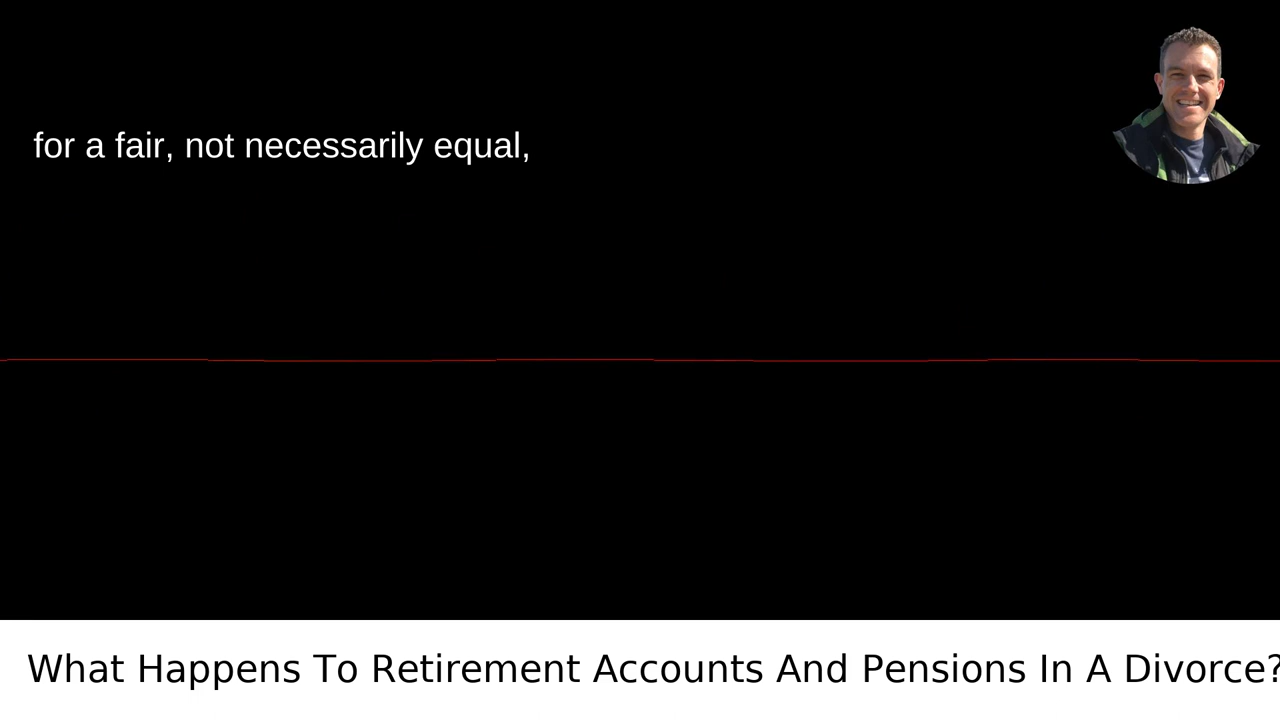 for a fair, not necessarily equal,
What Happens To Retirement Accounts And Pensions In A Divorce?